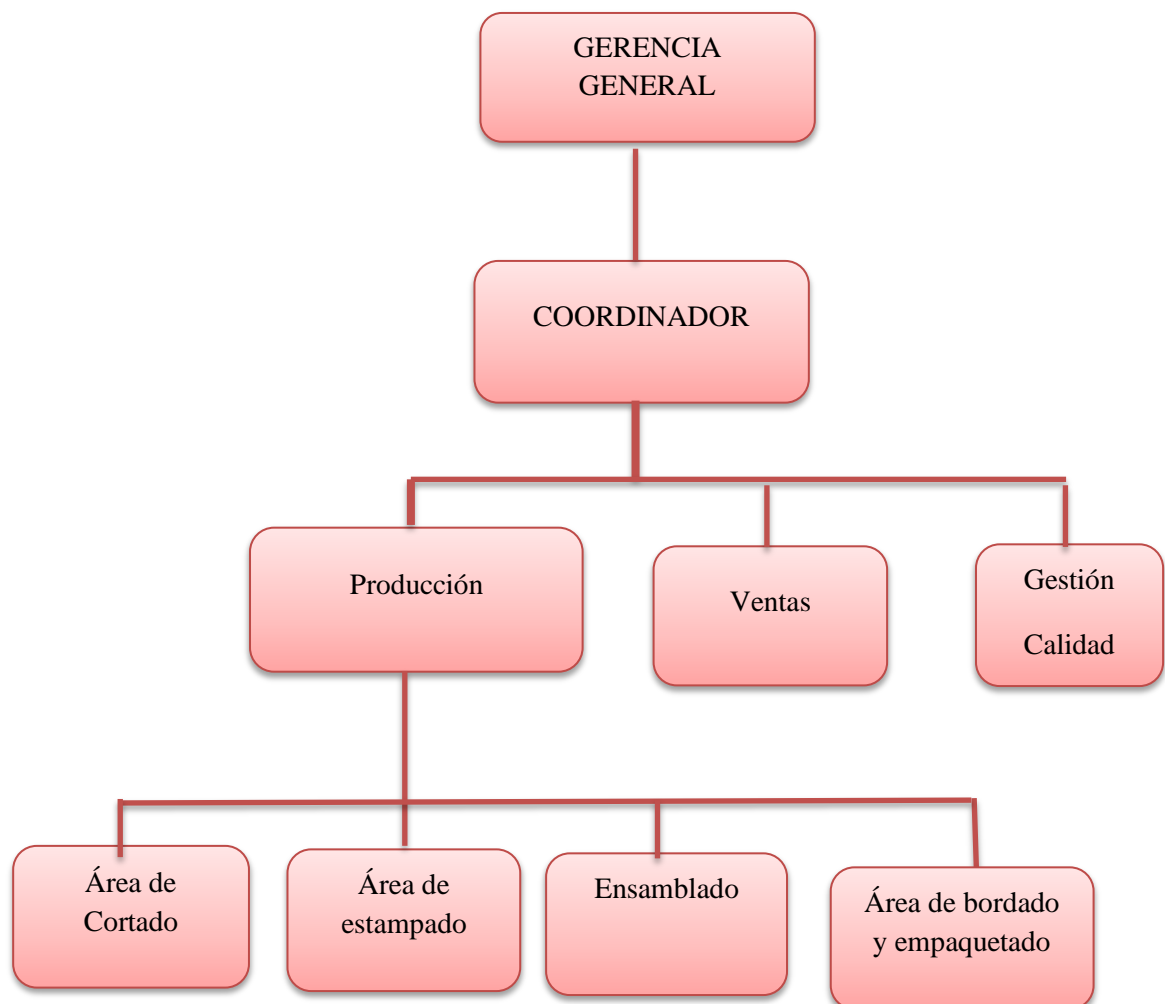 GERENCIA
GENERAL
COORDINADOR
Producción
Ventas
Gestión
Calidad
Área de
Cortado
Área de
estampado
Ensamblado
Área de bordado
y empaquetado